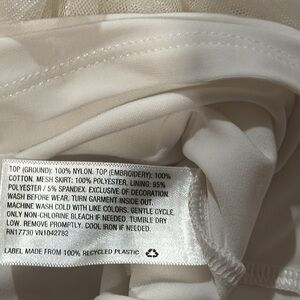 TOP (GROUND): 100% NYLON. TOP (EMBROIDERY): 100%
COTTON. MESH SKIRT: 100% POLYESTER. LINING: 95%
POLYESTER / 5% SPANDEX. EXCLUSIVE OF DECORATION.
WASH BEFORE WEAR. TURN GARMENT INSIDE OUT.
MACHINE WASH COLD WITH LIKE COLORS. GENTLE CYCLE.
ONLY NON-CHLORINE BLEACH IF NEEDED. TUMBLE DRY
LOW. REMOVE PROMPTLY. COOL IRON IF NEEDED.
RN17730 VN1042782
LABEL MADE FROM 100% RECYCLED PLASTIC